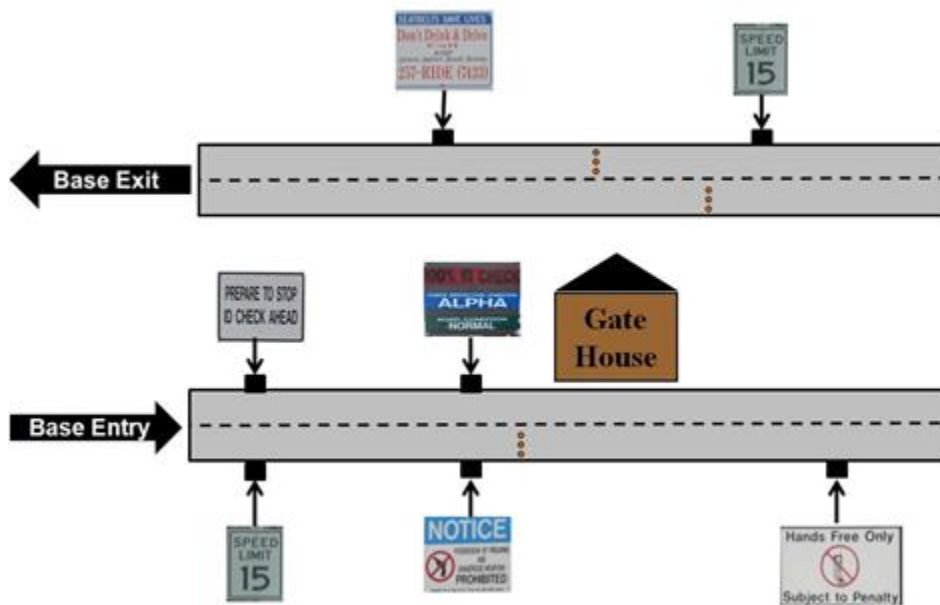 SEATBELTS SAVE LIVES
Don't Drink & Drive
257-RIDE (7433)
SPEED
LIMIT
15
Base Exit
PREPARE TO STOP
ID CHECK AHEAD
100% ID CHECK
ALPHA
NORMAL
Gate
House
Base Entry
SPEED
LIMIT
15
NOTICE
PROHIBITED
Hands Free Only
Subject to Penalty